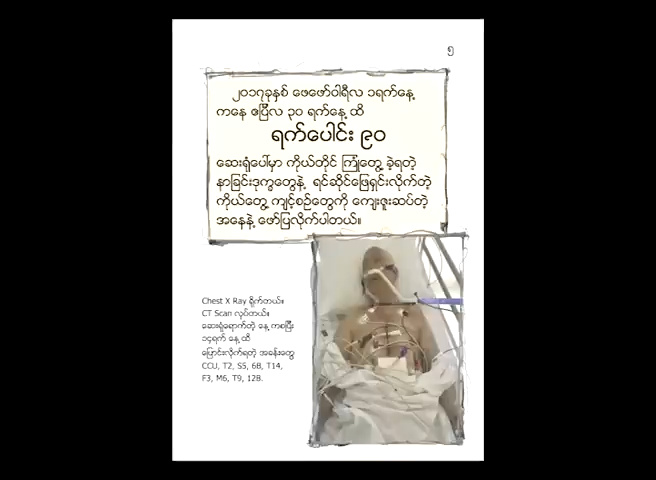 ၅
၂၀၁၇ခုနှစ် ဖေဖော်ဝါရီလ ၁ရက်နေ့
ကနေ ဧပြီလ ၃၀ ရက်နေ့ ထိ
ရက်ပေါင်း ၉၀
ဆေးရုံပေါ်မှာ ကိုယ်တိုင် ကြုံတွေ့ ခဲ့ရတဲ့
နာခြင်းဒုက္ခတွေနဲ့ ရင်ဆိုင်ဖြေရှင်းလိုက်တဲ့
ကိုယ်တွေ့ ကျင့်စဉ်တွေကို ကျေးဇူးဆပ်တဲ့
အနေနဲ့ ဖော်ပြလိုက်ပါတယ်။
Chest X Ray ရိုက်တယ်။
CT Scan လုပ်တယ်။
ဆေးရုံရောက်တဲ့ နေ့ ကစပြီး
၁၄ရက် နေ့ ထိ
ပြောင်းလိုက်ရတဲ့ အခန်းတွေ
CCU, T2, S5, 6B, T14,
F3, M6, T9, 12B.